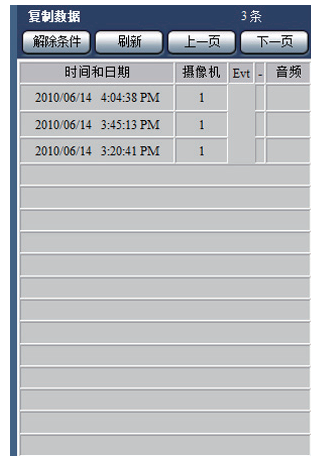 复制数据 3 条
解除条件 刷新 上一页 下一页
时间和日期 摄像机 Evt - 音频
2010/06/14 4:04:38 PM 1
2010/06/14 3:45:13 PM 1
2010/06/14 3:20:41 PM 1